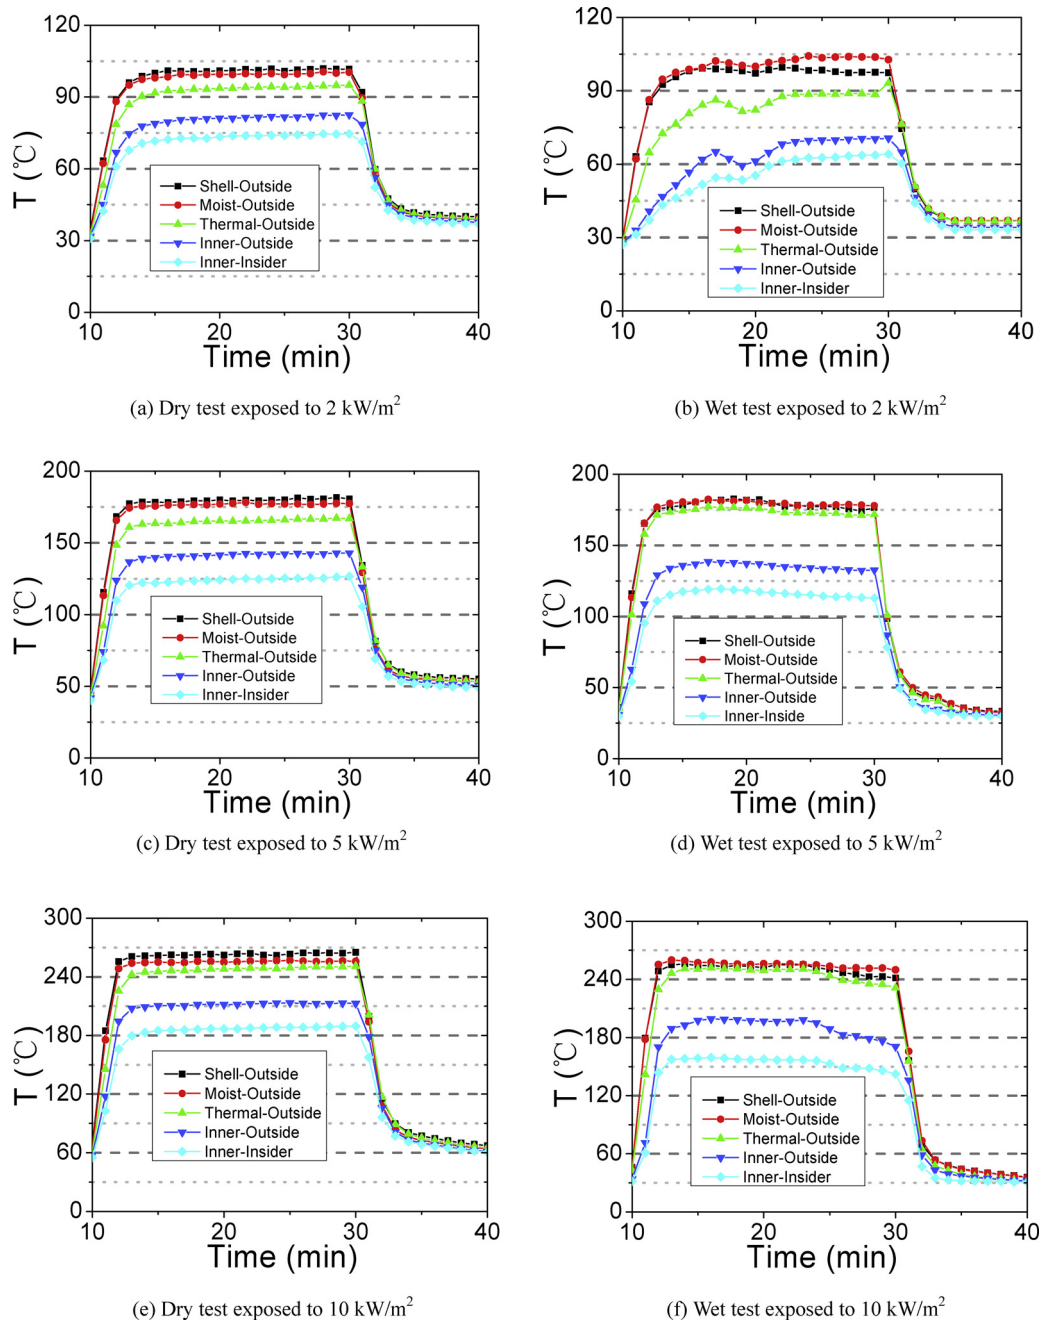 120
90
60
30
0
T (℃)
Shell-Outside
Moist-Outside
Thermal-Outside
Inner-Outside
Inner-Insider
10 20 30 40
Time (min)
(a) Dry test exposed to 2 kW/m²
120
90
60
30
0
T (℃)
Shell-Outside
Moist-Outside
Thermal-Outside
Inner-Outside
Inner-Insider
10 20 30 40
Time (min)
(b) Wet test exposed to 2 kW/m²
200
150
100
50
0
T (℃)
Shell-Outside
Moist-Outside
Thermal-Outside
Inner-Outside
Inner-Insider
10 20 30 40
Time (min)
(c) Dry test exposed to 5 kW/m²
200
150
100
50
0
T (℃)
Shell-Outside
Moist-Outside
Thermal-Outside
Inner-Outside
Inner-Inside
10 20 30 40
Time (min)
(d) Wet test exposed to 5 kW/m²
300
240
180
120
60
0
T (℃)
Shell-Outside
Moist-Outside
Thermal-Outside
Inner-Outside
Inner-Insider
10 20 30 40
Time (min)
(e) Dry test exposed to 10 kW/m²
300
240
180
120
60
0
T (℃)
Shell-Outside
Moist-Outside
Thermal-Outside
Inner-Outside
Inner-Insider
10 20 30 40
Time (min)
(f) Wet test exposed to 10 kW/m²